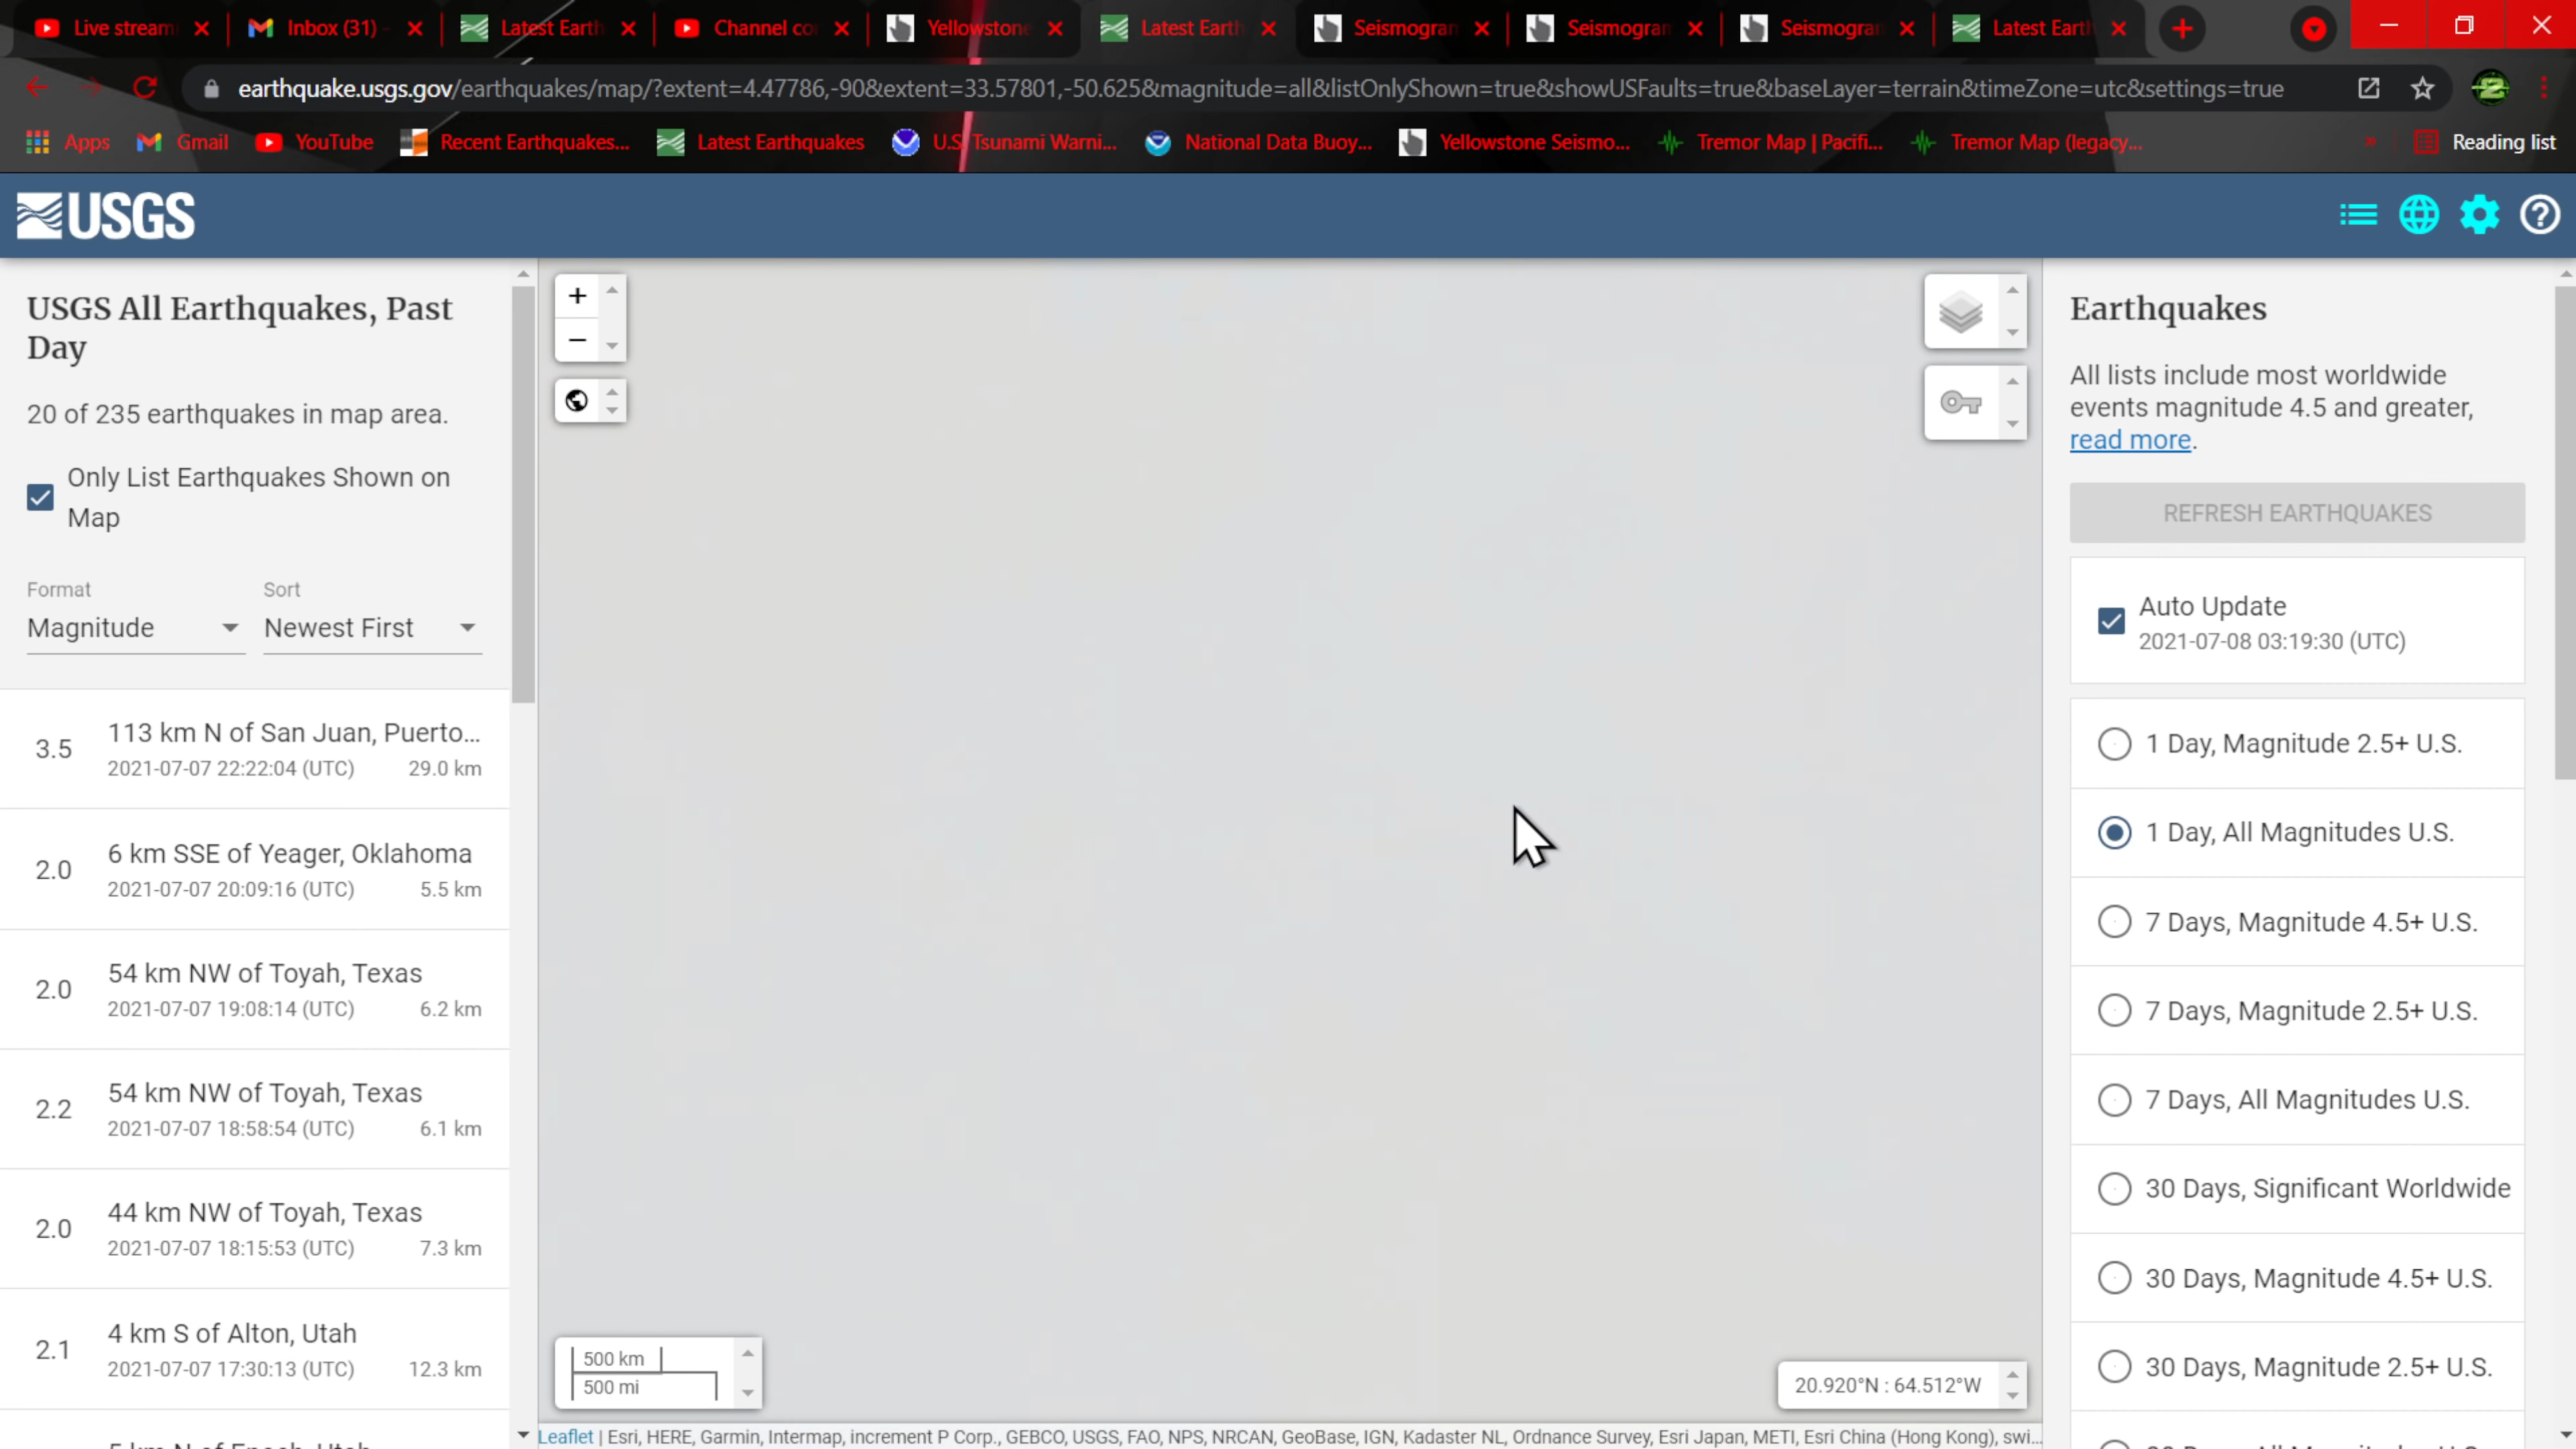 Live stream
Inbox (31) -
Latest Earth
Channel co
Yellowstone
Latest Earth
Seismogram
Seismogram
Seismogram
Latest Earth
earthquake.usgs.gov/earthquakes/map/?extent=4.47786,-90&extent=33.57801,-50.625&magnitude=all&listOnlyShown=true&showUSFaults=true&baseLayer=terrain&timeZone=utc&settings=true
Apps
Gmail
YouTube
Recent Earthquakes...
Latest Earthquakes
U.S. Tsunami Warni...
National Data Buoy...
Yellowstone Seismo...
Tremor Map | Pacifi...
Tremor Map (legacy...
»
Reading list
USGS
USGS All Earthquakes, Past
Day
20 of 235 earthquakes in map area.
Only List Earthquakes Shown on
Map
Format
Sort
Magnitude
Newest First
3.5
113 km N of San Juan, Puerto...
2021-07-07 22:22:04 (UTC) 29.0 km
2.0
6 km SSE of Yeager, Oklahoma
2021-07-07 20:09:16 (UTC) 5.5 km
2.0
54 km NW of Toyah, Texas
2021-07-07 19:08:14 (UTC) 6.2 km
2.2
54 km NW of Toyah, Texas
2021-07-07 18:58:54 (UTC) 6.1 km
2.0
44 km NW of Toyah, Texas
2021-07-07 18:15:53 (UTC) 7.3 km
2.1
4 km S of Alton, Utah
2021-07-07 17:30:13 (UTC) 12.3 km
+
−
500 km
500 mi
20.920°N : 64.512°W
Leaflet | Esri, HERE, Garmin, Intermap, increment P Corp., GEBCO, USGS, FAO, NPS, NRCAN, GeoBase, IGN, Kadaster NL, Ordnance Survey, Esri Japan, METI, Esri China (Hong Kong), swi...
Earthquakes
All lists include most worldwide
events magnitude 4.5 and greater,
read more.
REFRESH EARTHQUAKES
Auto Update
2021-07-08 03:19:30 (UTC)
1 Day, Magnitude 2.5+ U.S.
1 Day, All Magnitudes U.S.
7 Days, Magnitude 4.5+ U.S.
7 Days, Magnitude 2.5+ U.S.
7 Days, All Magnitudes U.S.
30 Days, Significant Worldwide
30 Days, Magnitude 4.5+ U.S.
30 Days, Magnitude 2.5+ U.S.